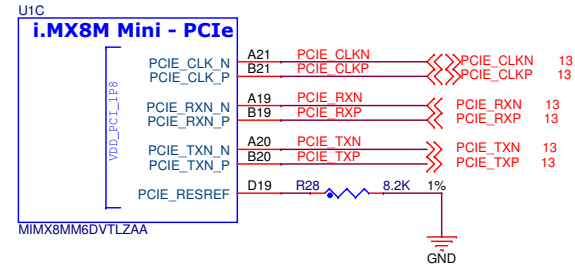 U1C
i.MX8M Mini - PCIe
VDD_PCI_1P8
PCIE_CLK_N A21 PCIE_CLKN PCIE_CLKN 13
PCIE_CLK_P B21 PCIE_CLKP PCIE_CLKP 13
PCIE_RXN_N A19 PCIE_RXN PCIE_RXN 13
PCIE_RXN_P B19 PCIE_RXP PCIE_RXP 13
PCIE_TXN_N A20 PCIE_TXN PCIE_TXN 13
PCIE_TXN_P B20 PCIE_TXP PCIE_TXP 13
PCIE_RESREF D19 R28 8.2K 1%
MIMX8MM6DVTLZAA
GND